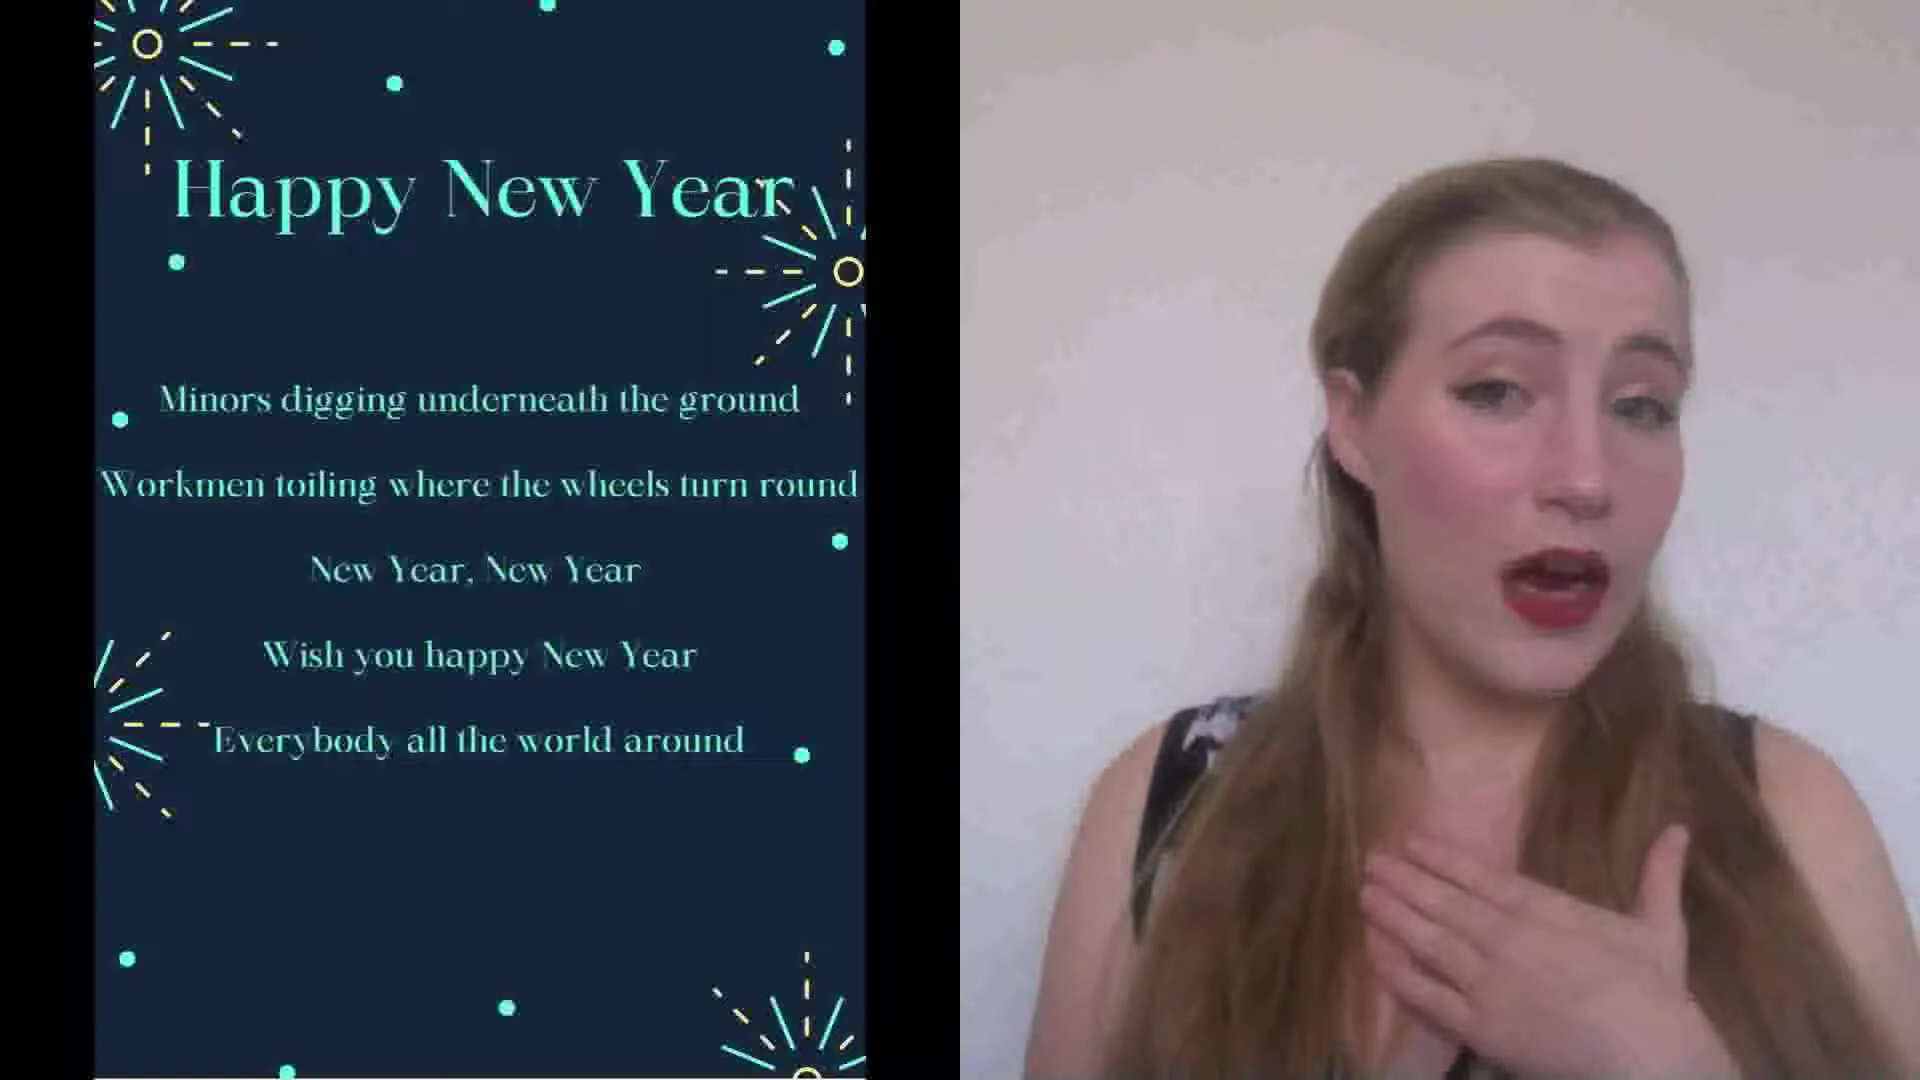 Happy New Year
Minors digging underneath the ground
Workmen toiling where the wheels turn round
New Year, New Year
Wish you happy New Year
Everybody all the world around